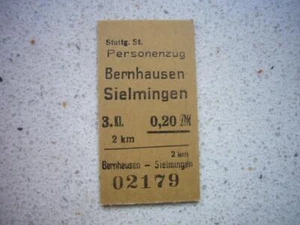 Stuttg. St.
Personenzug
Bernhausen
Sielmingen
3. Kl. 0,20 RM
2 km
2 km
Bernhausen – Sielmingen
02179